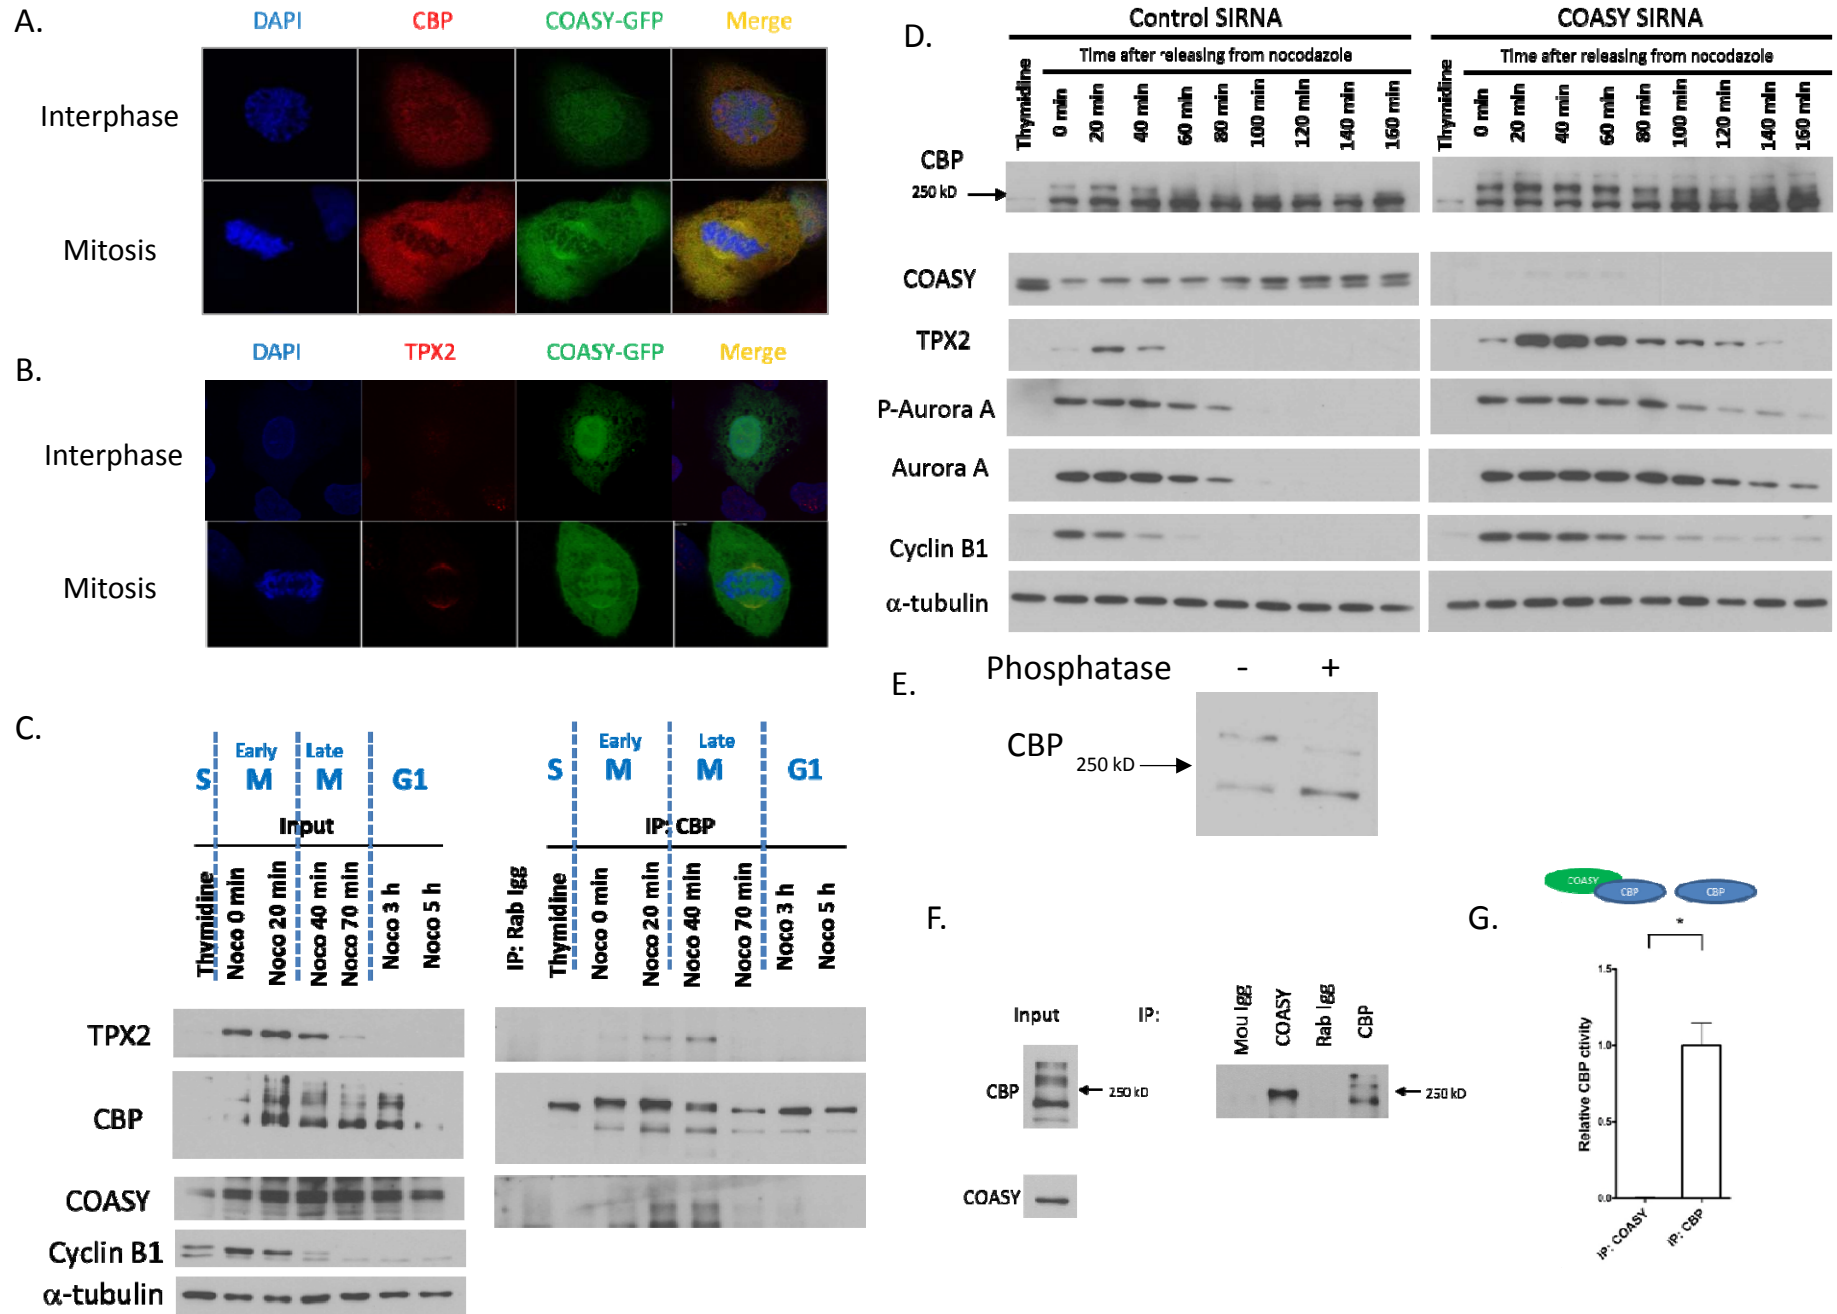 A.
DAPI CBP COASY-GFP Merge
Interphase
Mitosis
B.
DAPI TPX2 COASY-GFP Merge
Interphase
Mitosis
C.
S Early M Late M G1
Input
Thymidine Noco 0 min Noco 20 min Noco 40 min Noco 70 min Noco 3 h Noco 5 h
S Early M Late M G1
IP: CBP
IP: Rab Igg Thymidine Noco 0 min Noco 20 min Noco 40 min Noco 70 min Noco 3 h Noco 5 h
TPX2
CBP
COASY
Cyclin B1
α-tubulin
D.
Control SIRNA COASY SIRNA
Time after releasing from nocodazole Time after releasing from nocodazole
Thymidine 0 min 20 min 40 min 60 min 80 min 100 min 120 min 140 min 160 min Thymidine 0 min 20 min 40 min 60 min 80 min 100 min 120 min 140 min 160 min
CBP
250 kD
COASY
TPX2
P-Aurora A
Aurora A
Cyclin B1
α-tubulin
E.
Phosphatase - +
CBP 250 kD
F.
Input IP: Mou Igg COASY Rab Igg CBP
CBP 250 kD 250 kD
COASY
G.
COASY CBP CBP
*
Relative CBP ctivity
1.5
1.0
0.5
0.0
IP: COASY IP: CBP